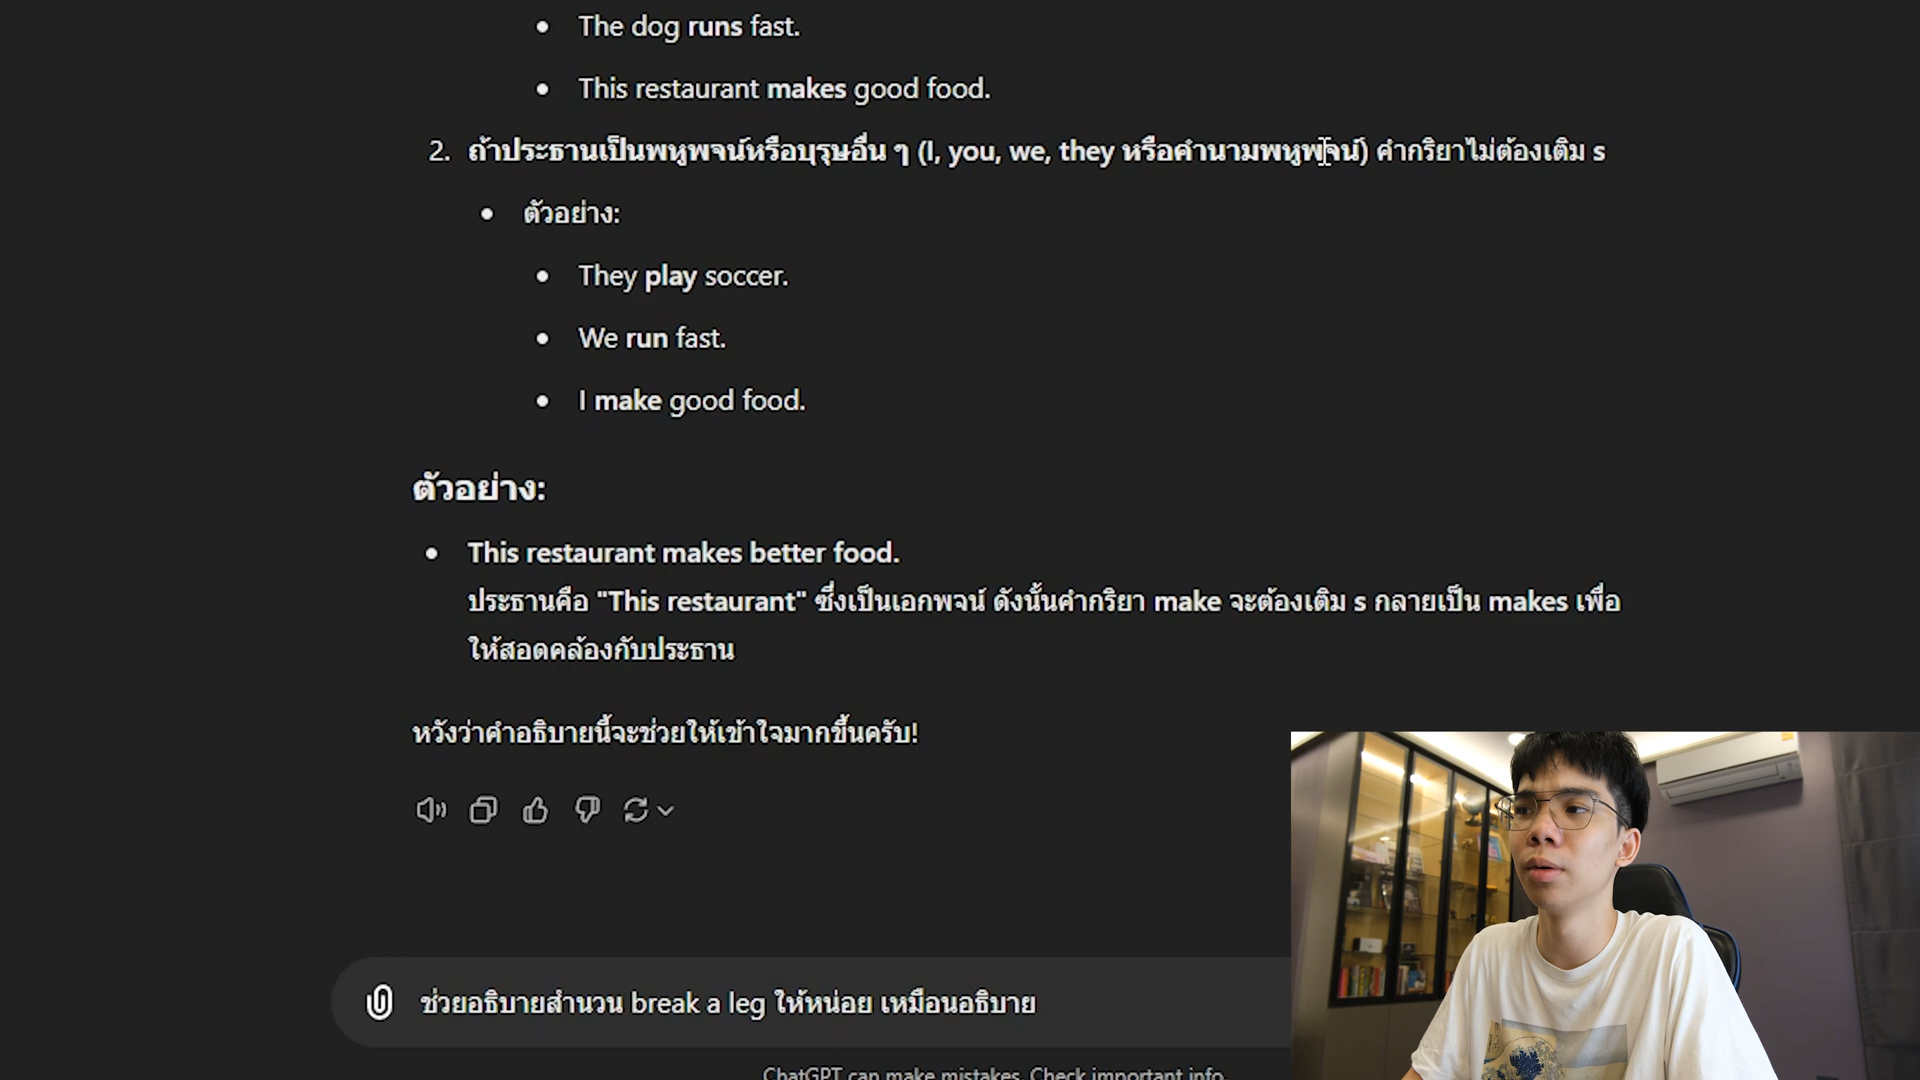 The dog runs fast.
This restaurant makes good food.
2. ถ้าประธานเป็นพหูพจน์หรือบุรุษอื่น ๆ (I, you, we, they หรือคำนามพหูพจน์) คำกริยาไม่ต้องเติม s
ตัวอย่าง:
They play soccer.
We run fast.
I make good food.
ตัวอย่าง:
This restaurant makes better food.
ประธานคือ "This restaurant" ซึ่งเป็นเอกพจน์ ดังนั้นคำกริยา make จะต้องเติม s กลายเป็น makes เพื่อ
ให้สอดคล้องกับประธาน
หวังว่าคำอธิบายนี้จะช่วยให้เข้าใจมากขึ้นครับ!
ช่วยอธิบายสำนวน break a leg ให้หน่อย เหมือนอธิบาย
ChatGPT can make mistakes. Check important info.